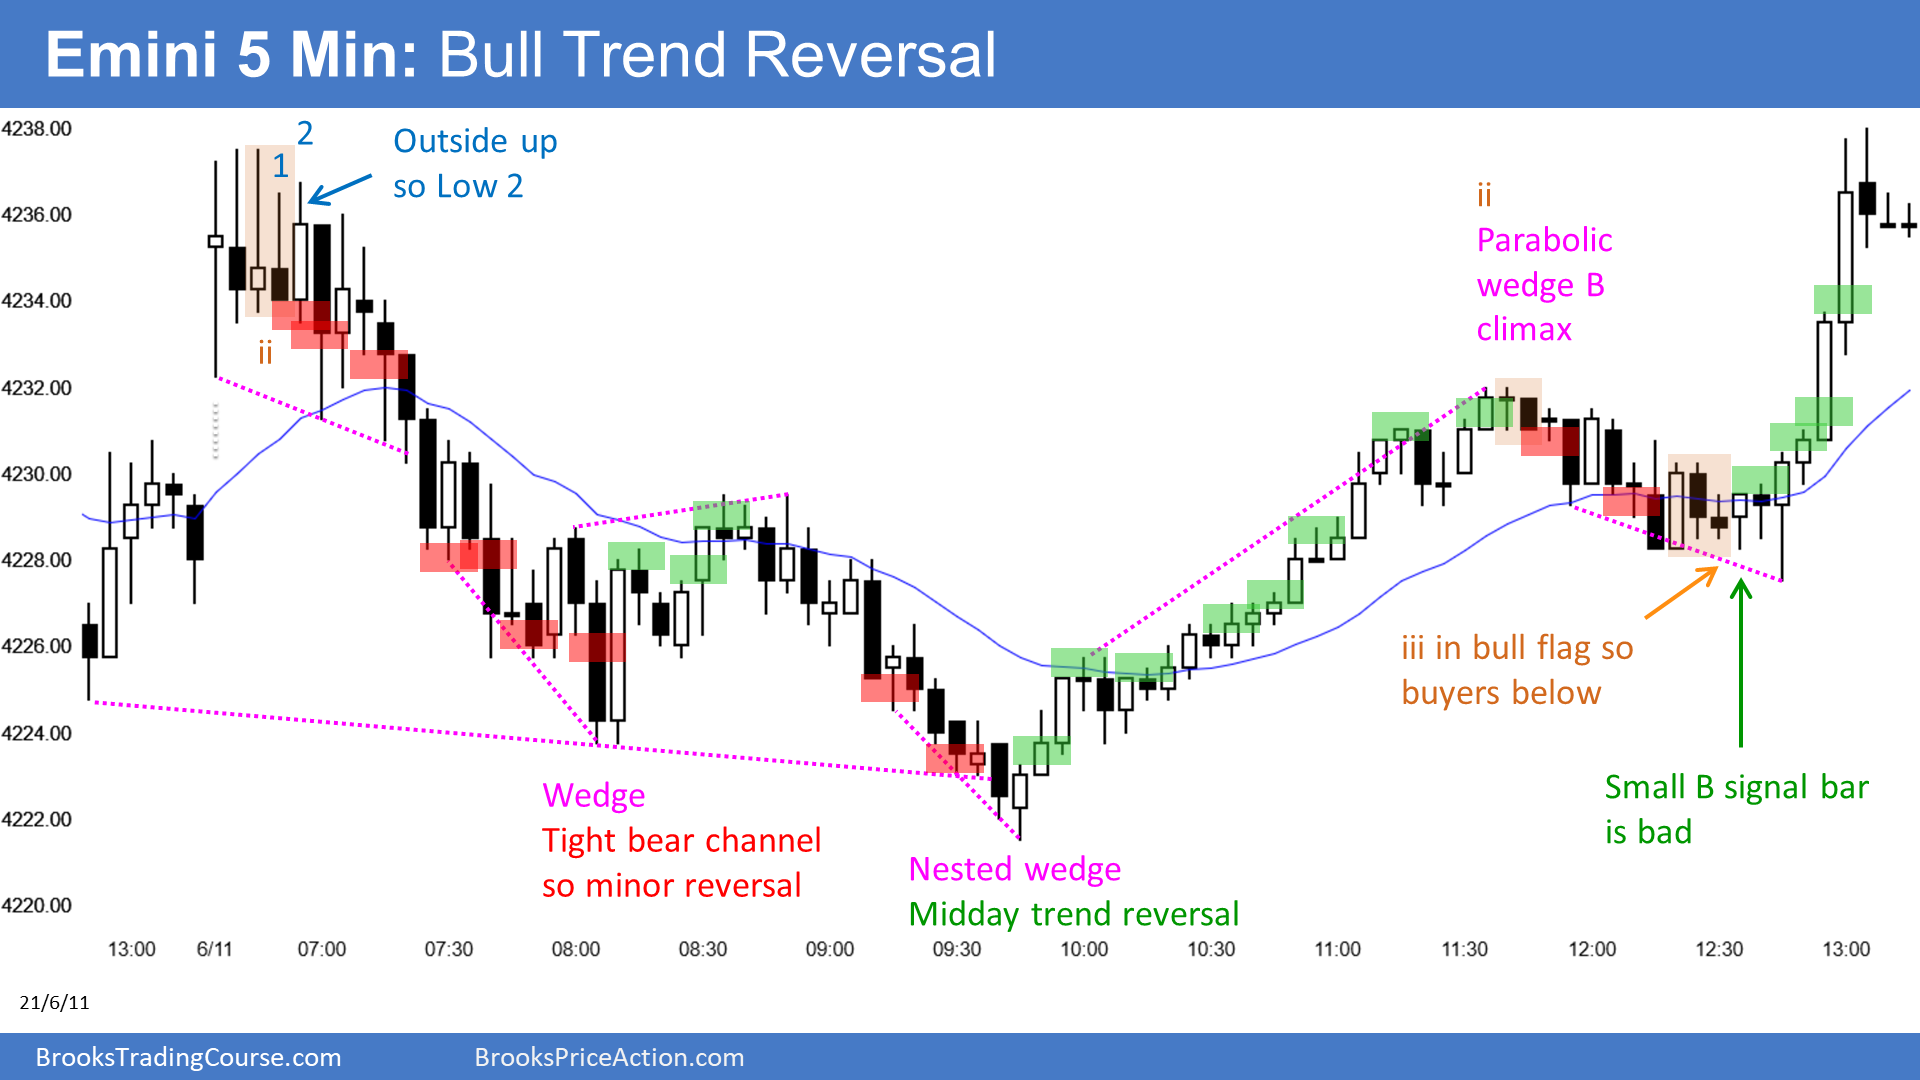 Emini 5 Min: Bull Trend Reversal
4238.00
4236.00
4234.00
4232.00
4230.00
4228.00
4226.00
4224.00
4222.00
4220.00
2
1
Outside up
so Low 2
ii
ii
Parabolic
wedge B
climax
Wedge
Tight bear channel
so minor reversal
Nested wedge
Midday trend reversal
iii in bull flag so
buyers below
Small B signal bar
is bad
13:00 6/11 07:00 07:30 08:00 08:30 09:00 09:30 10:00 10:30 11:00 11:30 12:00 12:30 13:00
21/6/11
BrooksTradingCourse.com
BrooksPriceAction.com